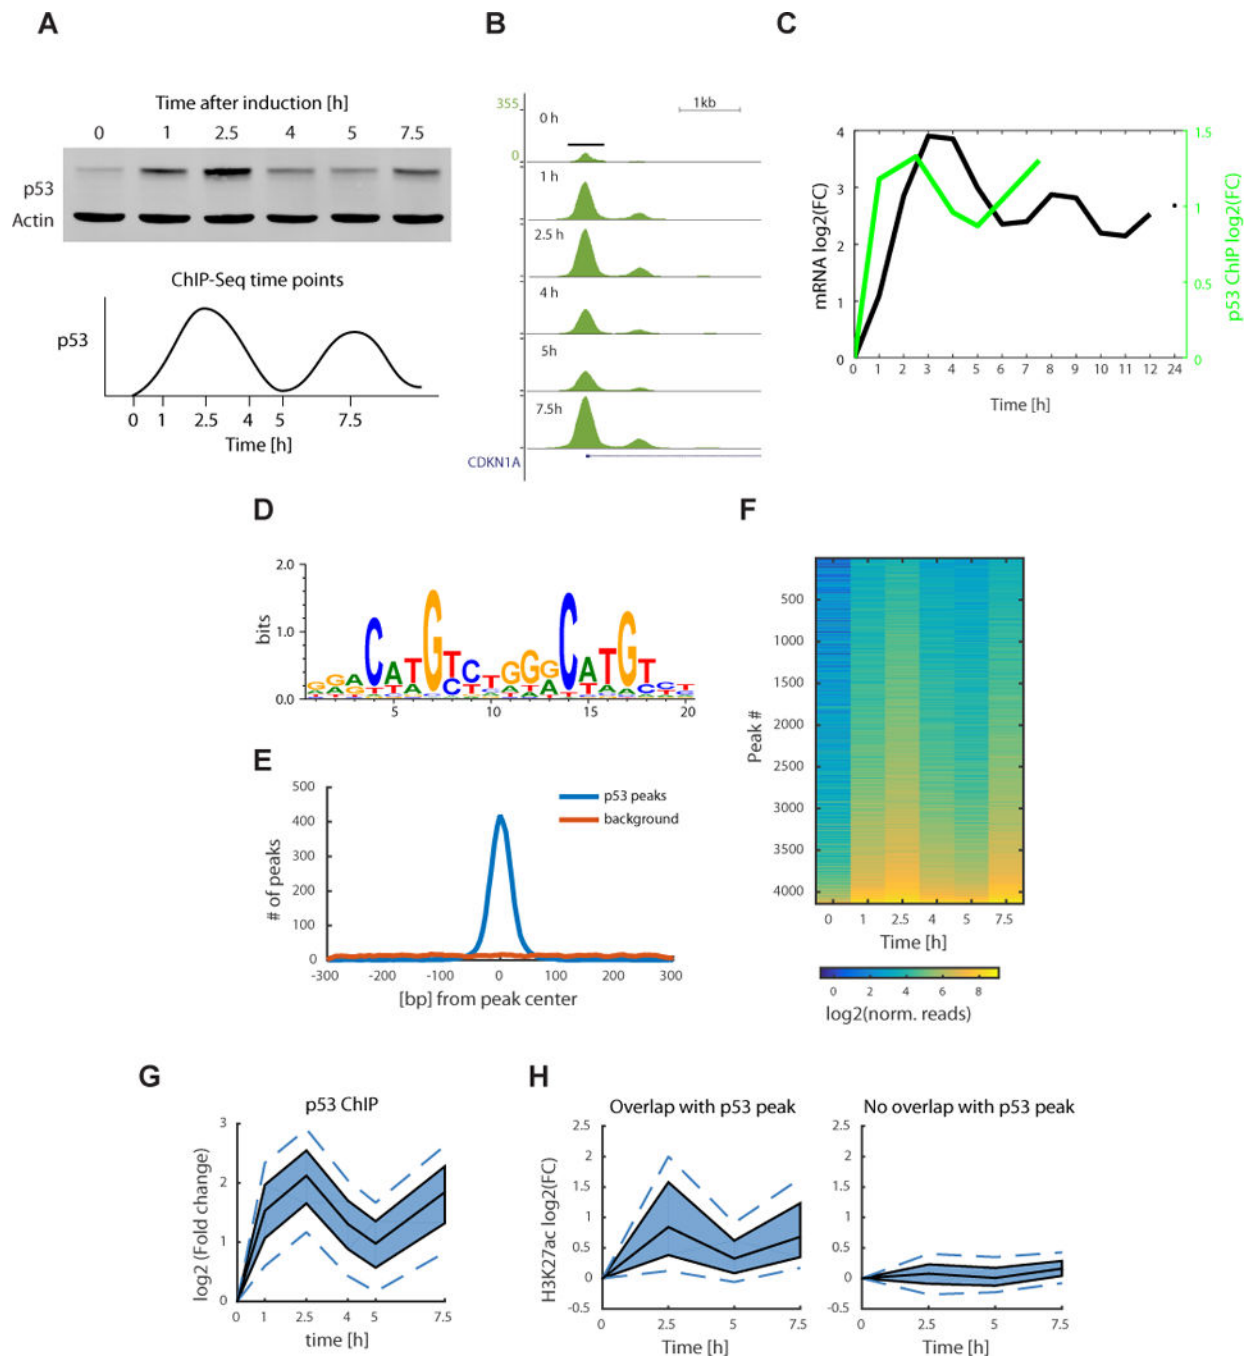 A
Time after induction [h]
0 1 2.5 4 5 7.5
p53
Actin
ChIP-Seq time points
p53
0 1 2.5 4 5 7.5
Time [h]
B
355
0
1kb
0 h
1 h
2.5 h
4 h
5h
7.5h
CDKN1A
C
4
3
2
1
0
mRNA log2(FC)
1.5
1
0.5
0
p53 ChIP log2(FC)
0 1 2 3 4 5 6 7 8 9 10 11 12 24
Time [h]
D
2.0
1.0
0.0
bits
5 10 15 20
E
500
400
300
200
100
0
# of peaks
p53 peaks
background
-300 -200 -100 0 100 200 300
[bp] from peak center
F
500
1000
1500
2000
2500
3000
3500
4000
Peak #
0 1 2.5 4 5 7.5
Time [h]
0 2 4 6 8
log2(norm. reads)
G
p53 ChIP
3
2
1
0
log2 (Fold change)
0 1 2.5 4 5 7.5
time [h]
H
Overlap with p53 peak
2.5
2
1.5
1
0.5
0
-0.5
H3K27ac log2(FC)
0 2.5 5 7.5
Time [h]
No overlap with p53 peak
2.5
2
1.5
1
0.5
0
-0.5
0 2.5 5 7.5
Time [h]